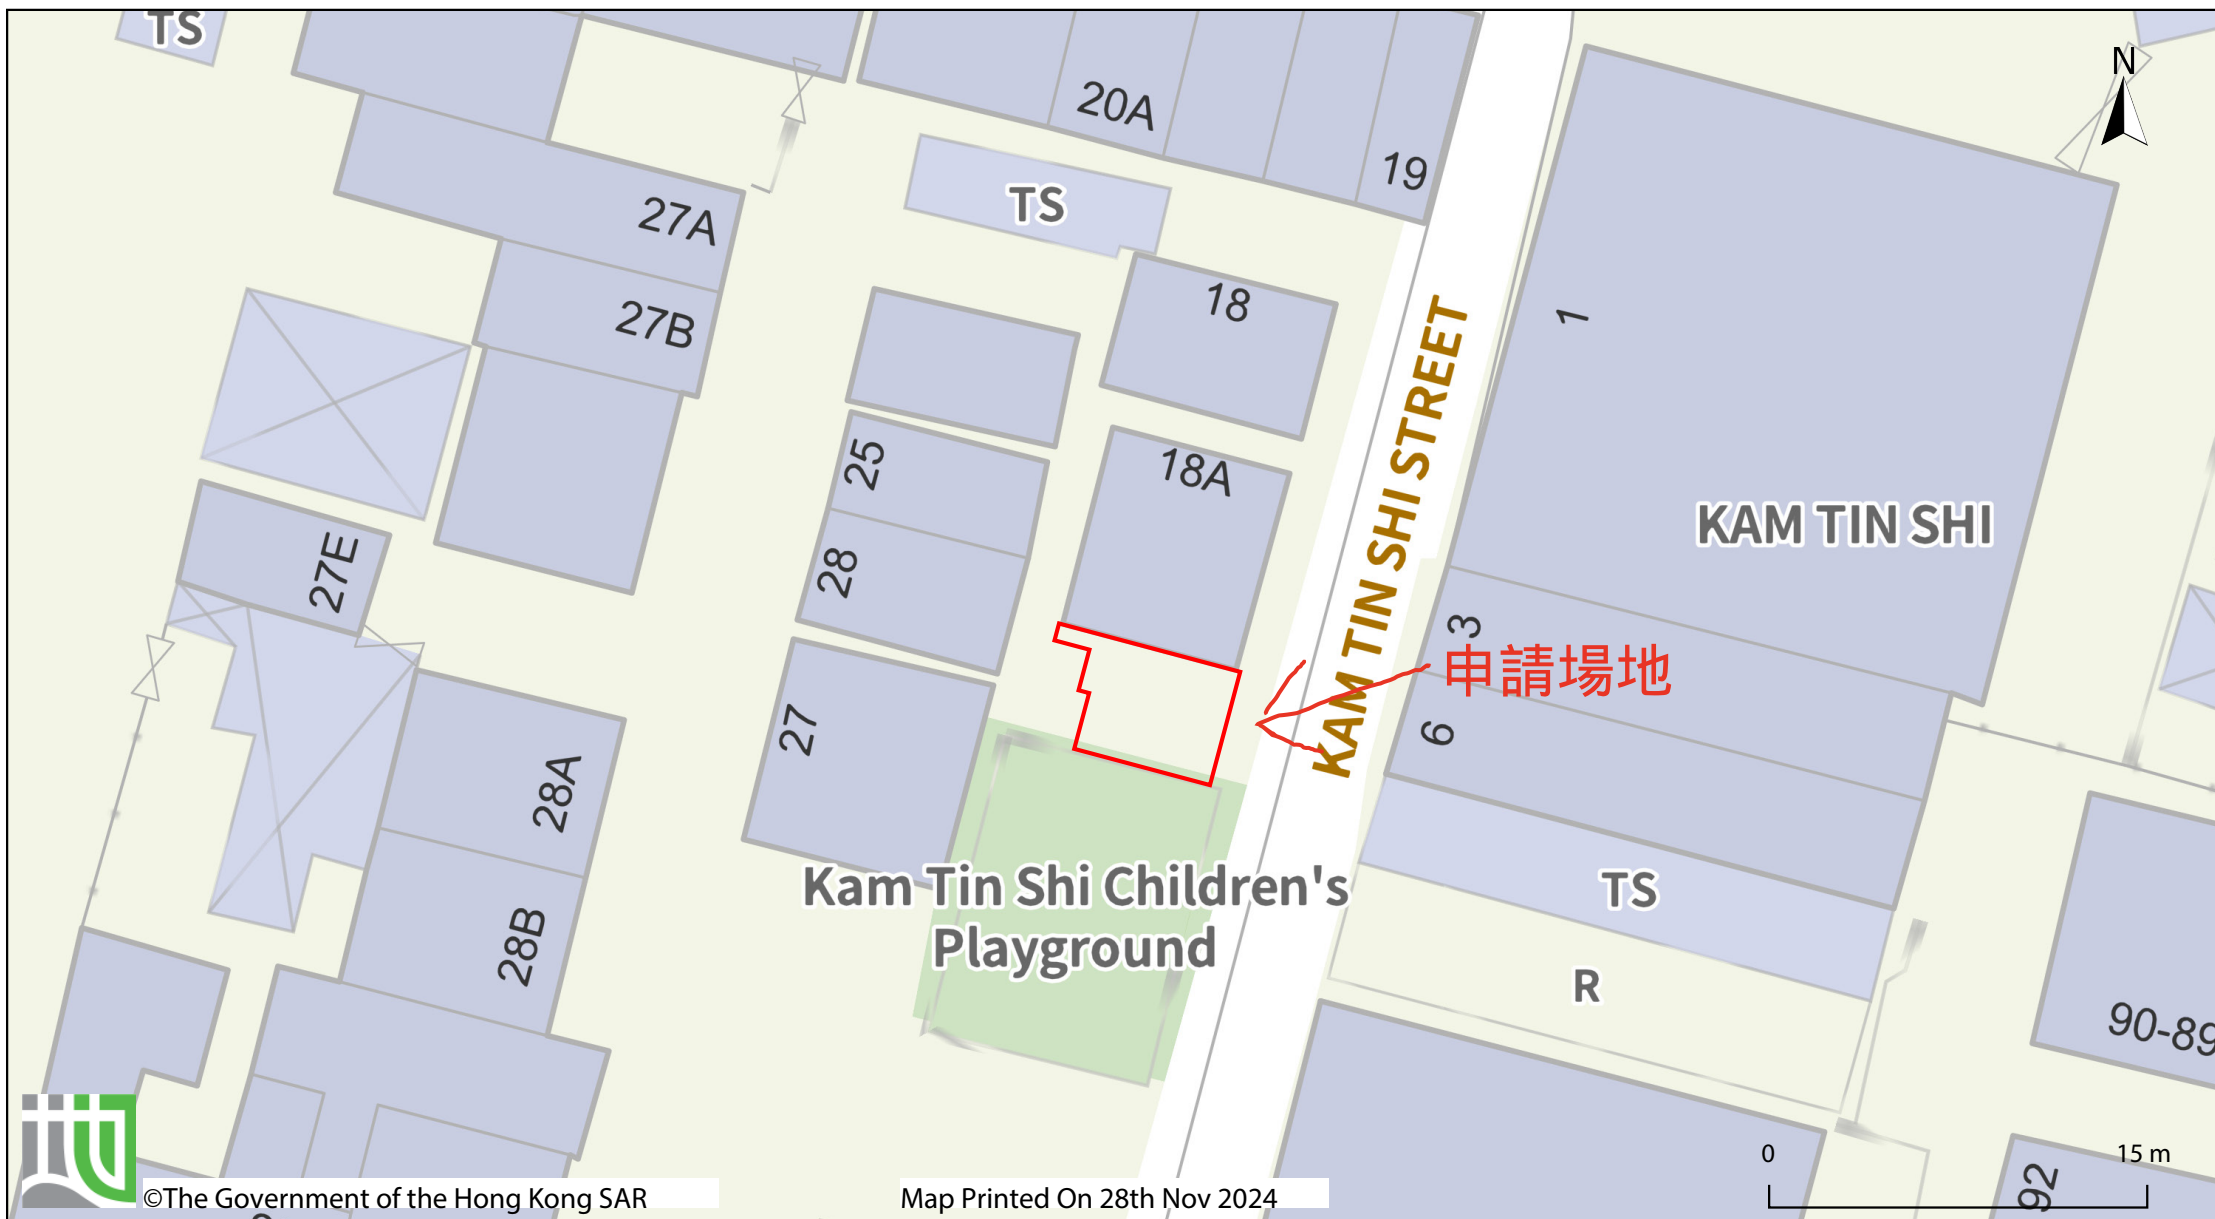 TS
N
20A
19
27A
TS
18
1
27B
KAM TIN SHI STREET
25
18A
KAM TIN SHI
28
27E
3
申請場地
27
6
28A
Kam Tin Shi Children's
Playground
TS
28B
R
90-89
0
15 m
92
©The Government of the Hong Kong SAR
Map Printed On 28th Nov 2024